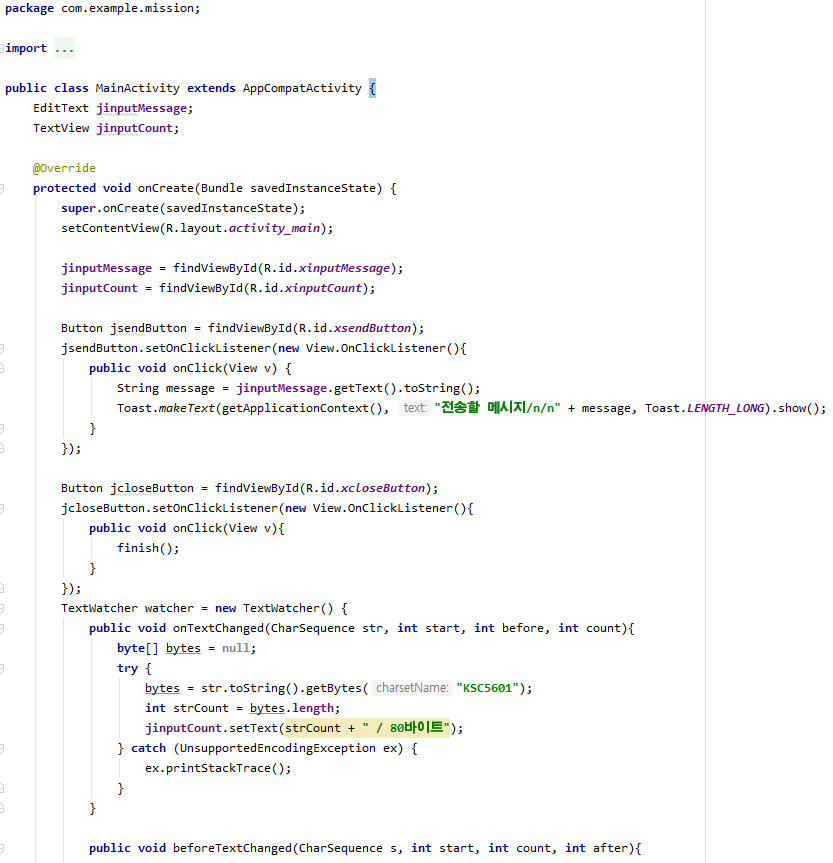 package com.example.mission;
import ...
public class MainActivity extends AppCompatActivity {
EditText jinputMessage;
TextView jinputCount;
@Override
protected void onCreate(Bundle savedInstanceState) {
super.onCreate(savedInstanceState);
setContentView(R.layout.activity_main);
jinputMessage = findViewById(R.id.xinputMessage);
jinputCount = findViewById(R.id.xinputCount);
Button jsendButton = findViewById(R.id.xsendButton);
jsendButton.setOnClickListener(new View.OnClickListener(){
public void onClick(View v) {
String message = jinputMessage.getText().toString();
Toast.makeText(getApplicationContext(), text: "전송할 메시지/n/n" + message, Toast.LENGTH_LONG).show();
}
});
Button jcloseButton = findViewById(R.id.xcloseButton);
jcloseButton.setOnClickListener(new View.OnClickListener(){
public void onClick(View v){
finish();
}
});
TextWatcher watcher = new TextWatcher() {
public void onTextChanged(CharSequence str, int start, int before, int count){
byte[] bytes = null;
try {
bytes = str.toString().getBytes( charsetName: "KSC5601");
int strCount = bytes.length;
jinputCount.setText(strCount + " / 80바이트");
} catch (UnsupportedEncodingException ex) {
ex.printStackTrace();
}
}
public void beforeTextChanged(CharSequence s, int start, int count, int after){